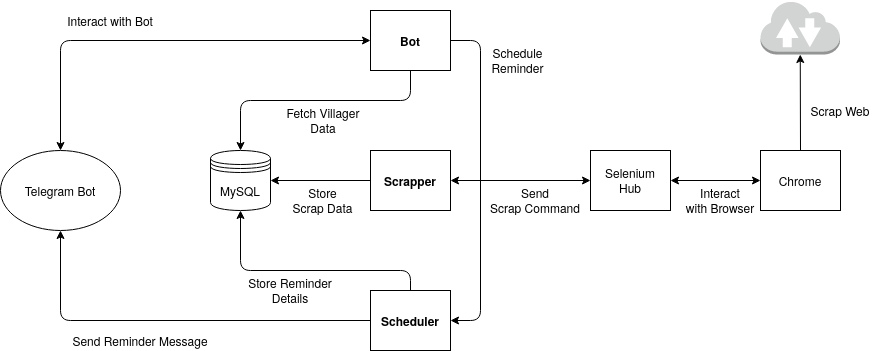 Interact with Bot
Bot
Schedule
Reminder
Fetch Villager
Data
Scrap Web
Telegram Bot
MySQL
Scrapper
Selenium
Hub
Chrome
Store
Scrap Data
Send
Scrap Command
Interact
with Browser
Store Reminder
Details
Scheduler
Send Reminder Message